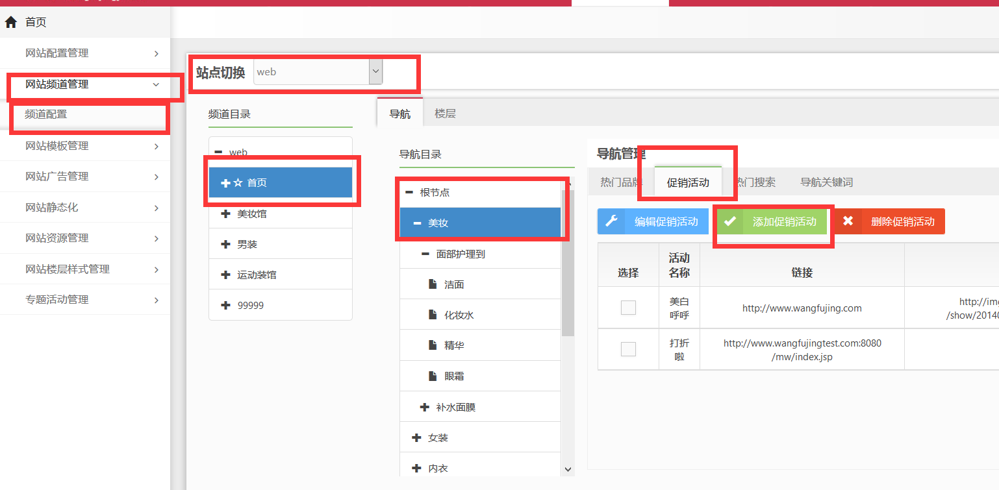 首页
网站配置管理
网站频道管理
频道配置
网站模板管理
网站广告管理
网站静态化
网站资源管理
网站楼层样式管理
专题活动管理
站点切换 web
频道目录
web
首页
美妆馆
男装
运动装馆
99999
导航 楼层
导航目录
根节点
美妆
面部护理到
洁面
化妆水
精华
眼霜
补水面膜
女装
内衣
导航管理
热门品牌 促销活动 热门搜索 导航关键词
编辑促销活动 添加促销活动 删除促销活动
选择 活动名称 链接
美白呼呼 http://www.wangfujing.com http://im
/show/2014
打折啦 http://www.wangfujingtest.com:8080
/mw/index.jsp